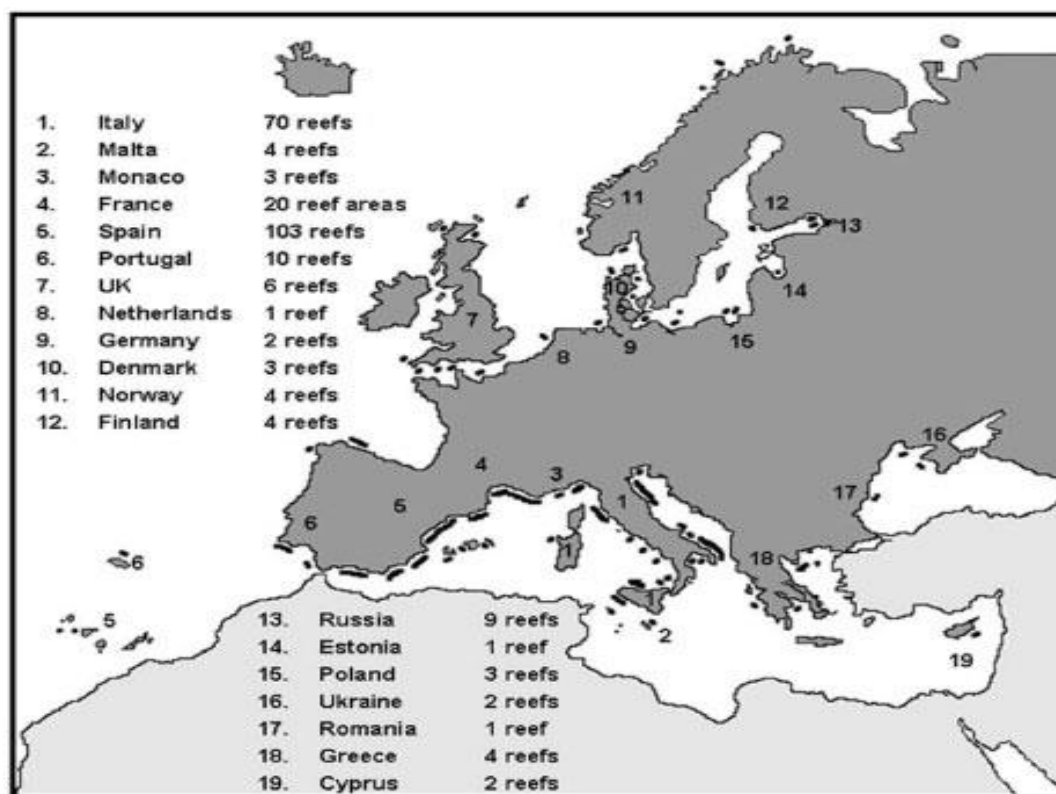 1. Italy 70 reefs
2. Malta 4 reefs
3. Monaco 3 reefs
4. France 20 reef areas
5. Spain 103 reefs
6. Portugal 10 reefs
7. UK 6 reefs
8. Netherlands 1 reef
9. Germany 2 reefs
10. Denmark 3 reefs
11. Norway 4 reefs
12. Finland 4 reefs
11
12
13
14
10
7
8
9
15
16
4
3
1
17
5
6
18
6
1
5
2
19
13. Russia 9 reefs
14. Estonia 1 reef
15. Poland 3 reefs
16. Ukraine 2 reefs
17. Romania 1 reef
18. Greece 4 reefs
19. Cyprus 2 reefs